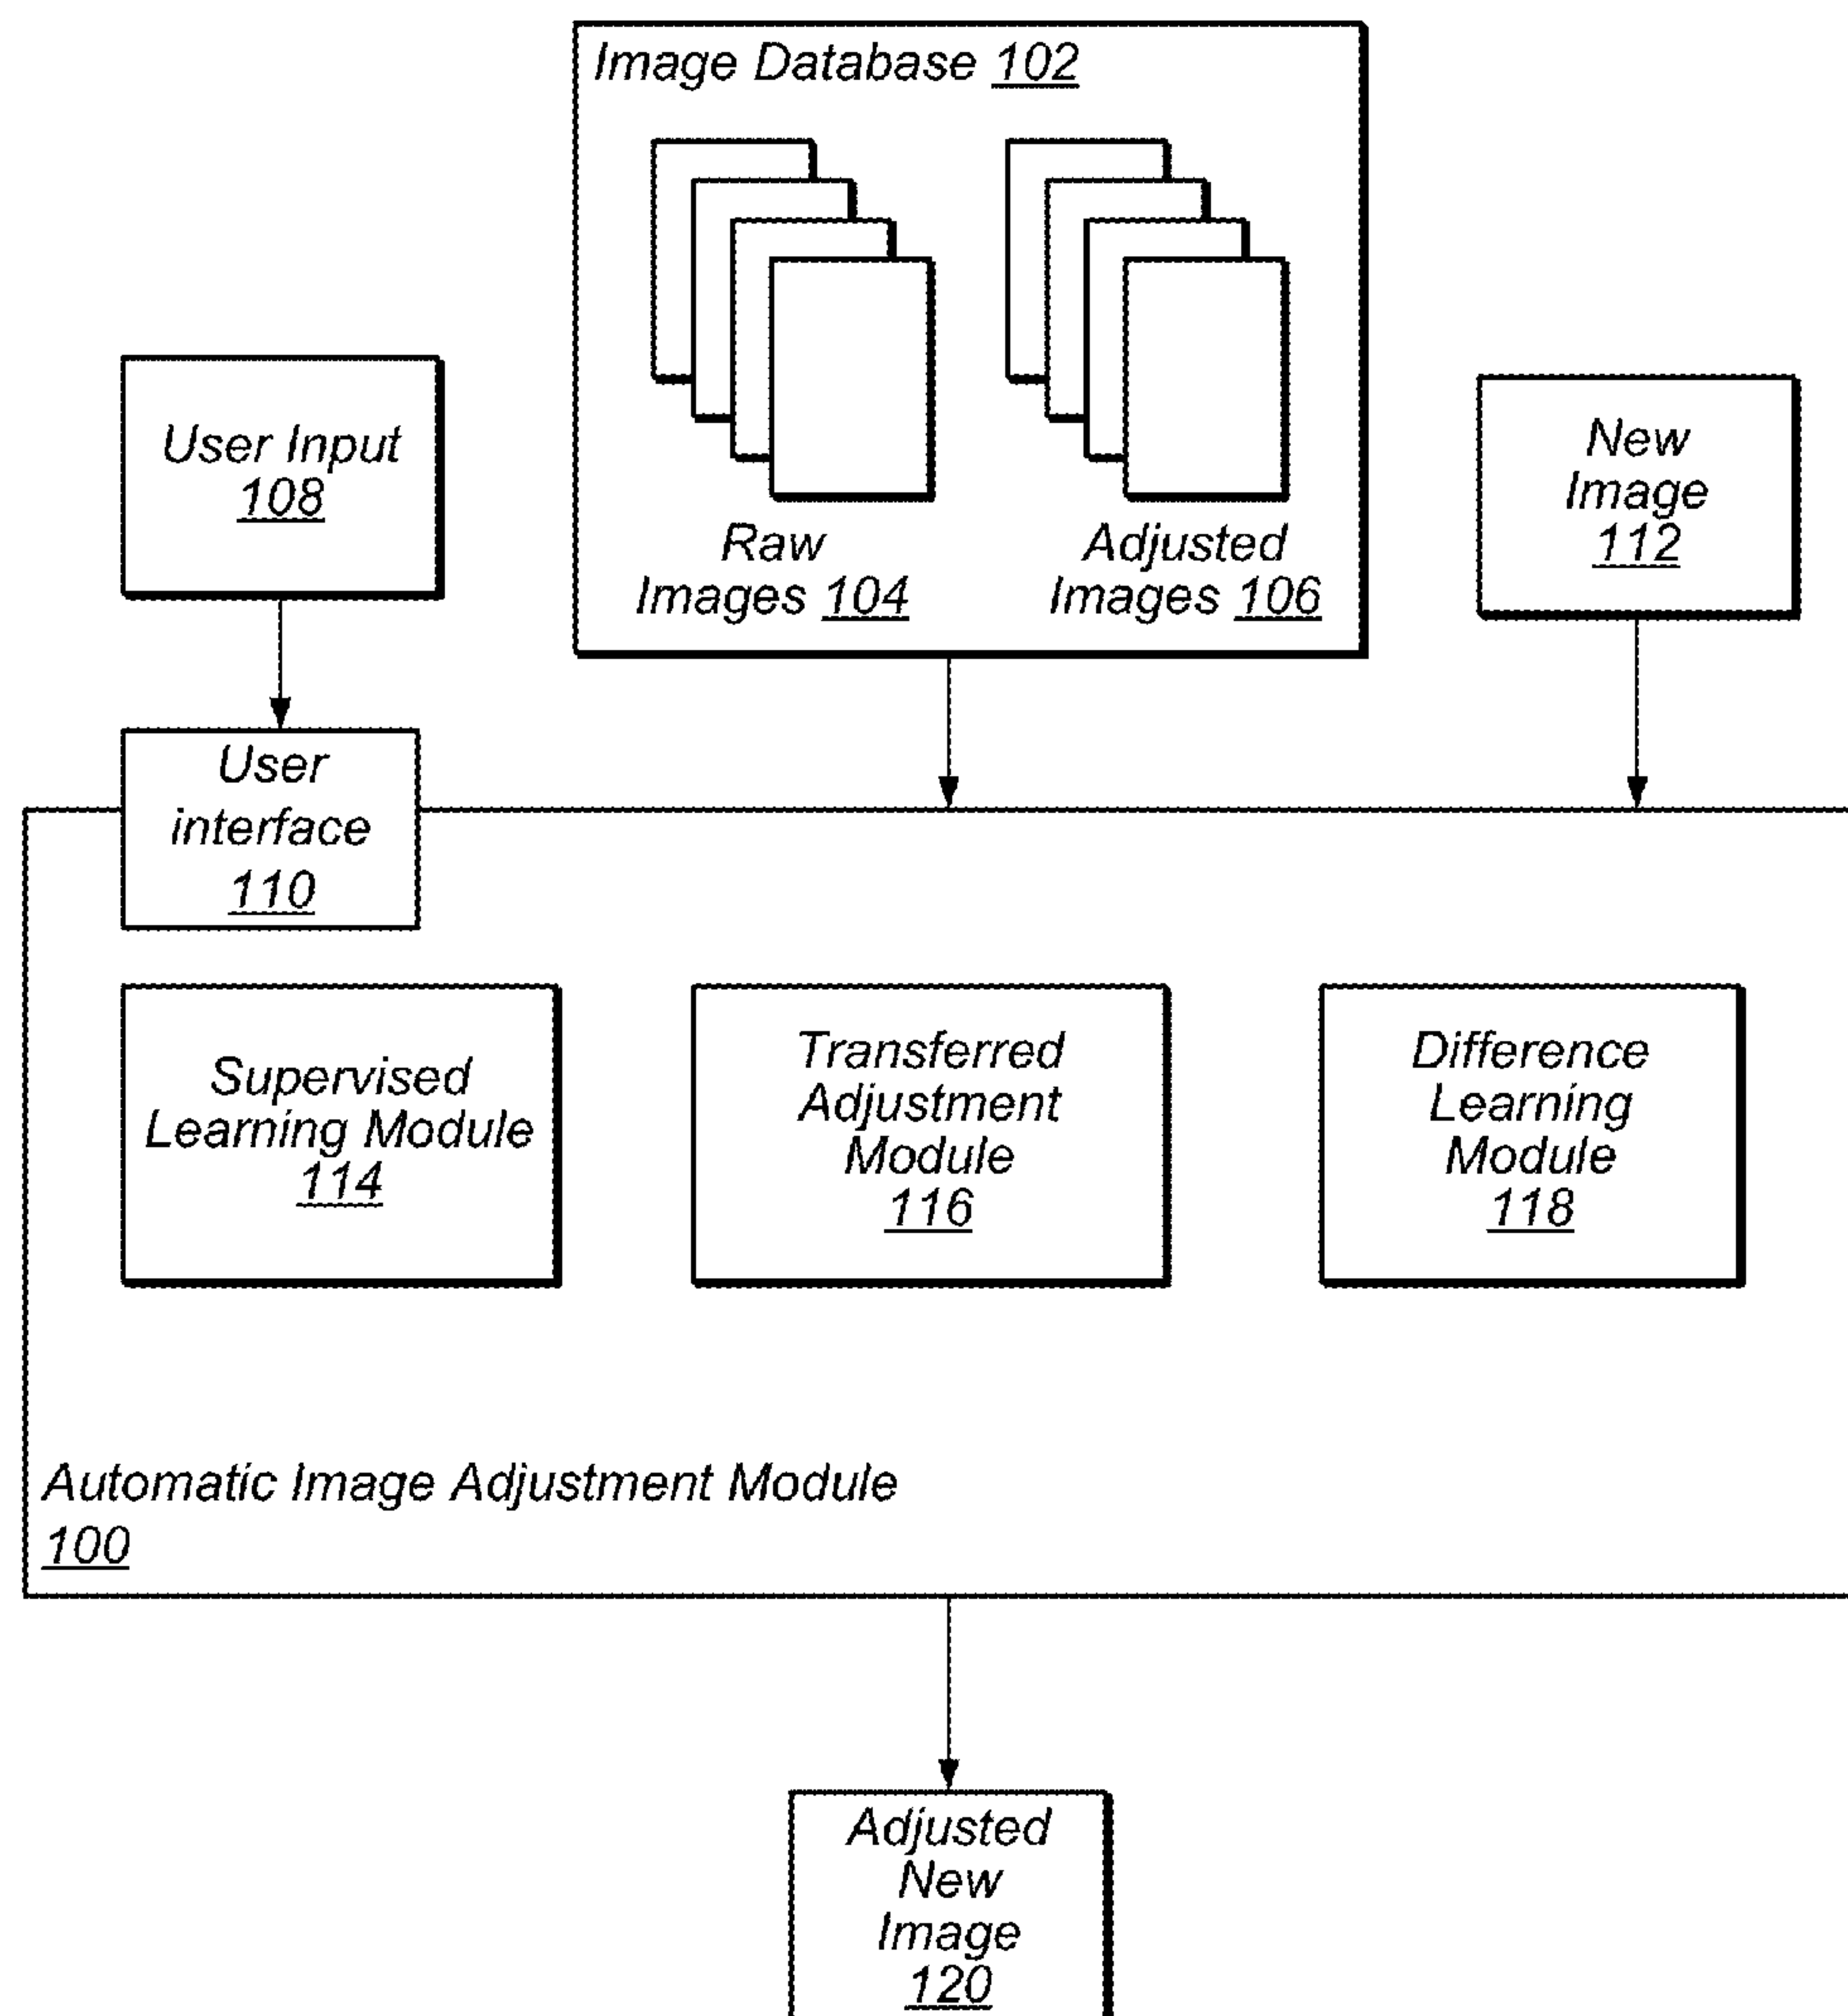 Image Database 102
Raw
Images 104
Adjusted
Images 106
User Input
108
New
Image
112
User
interface
110
Supervised
Learning Module
114
Transferred
Adjustment
Module
116
Difference
Learning
Module
118
Automatic Image Adjustment Module
100
Adjusted
New
Image
120